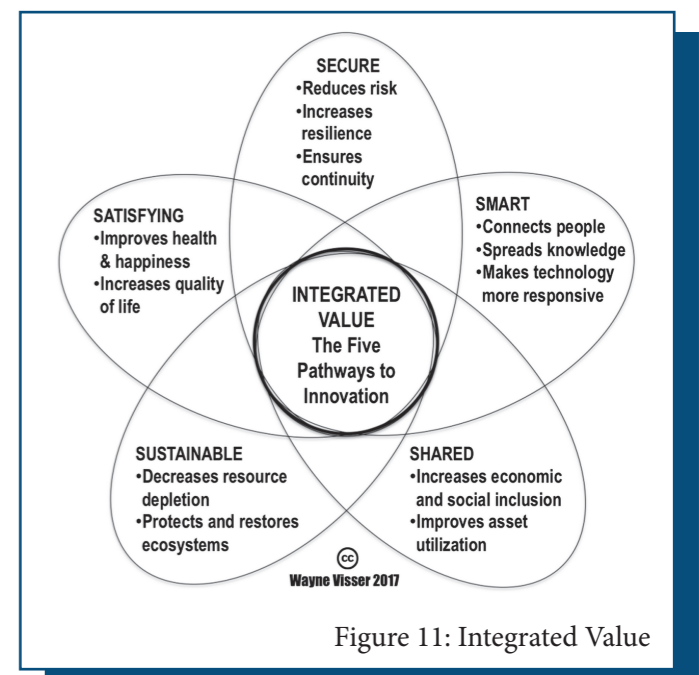 SECURE
•Reduces risk
•Increases
resilience
•Ensures
continuity
SATISFYING
•Improves health
& happiness
•Increases quality
of life
SMART
•Connects people
•Spreads knowledge
•Makes technology
more responsive
INTEGRATED
VALUE
The Five
Pathways to
Innovation
SUSTAINABLE
•Decreases resource
depletion
•Protects and restores
ecosystems
SHARED
•Increases economic
and social inclusion
•Improves asset
utilization
cc
Wayne Visser 2017
Figure 11: Integrated Value